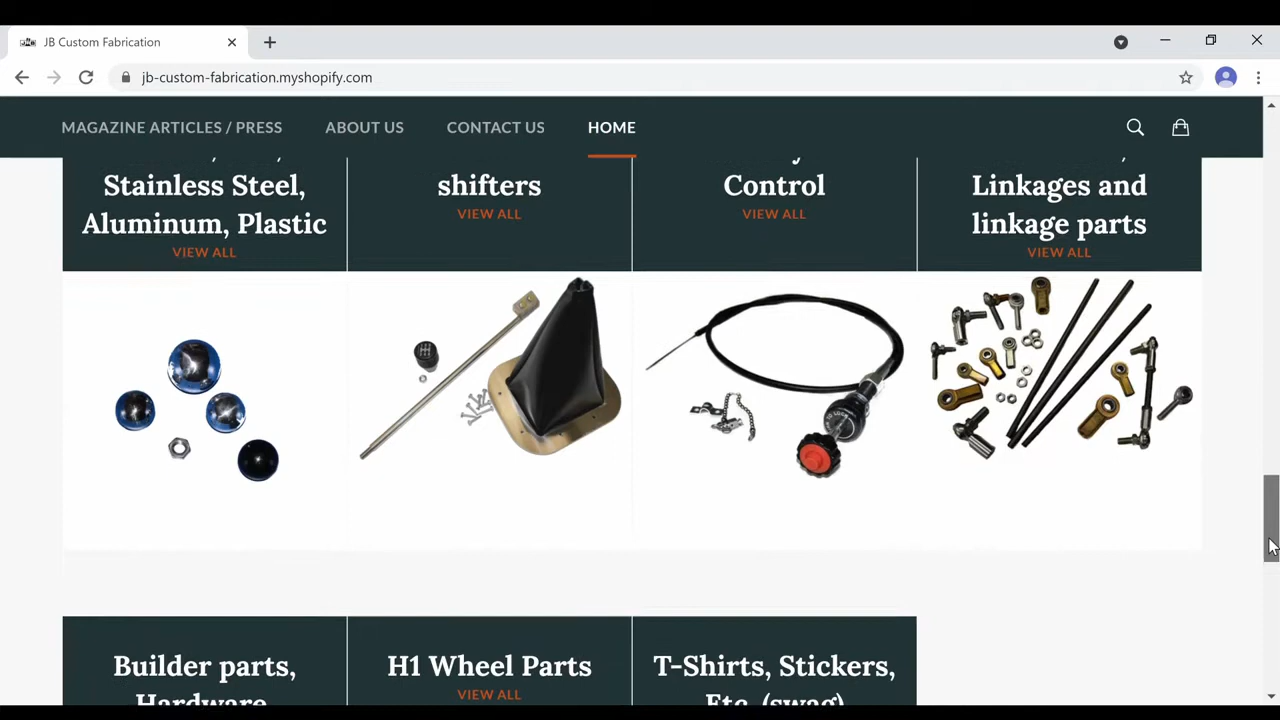 JB Custom Fabrication
jb-custom-fabrication.myshopify.com
MAGAZINE ARTICLES / PRESS
ABOUT US
CONTACT US
HOME
Stainless Steel,
Aluminum, Plastic
VIEW ALL
shifters
VIEW ALL
Control
VIEW ALL
Linkages and
linkage parts
VIEW ALL
Builder parts,
Hardware
H1 Wheel Parts
VIEW ALL
T-Shirts, Stickers,
Etc. (swag)